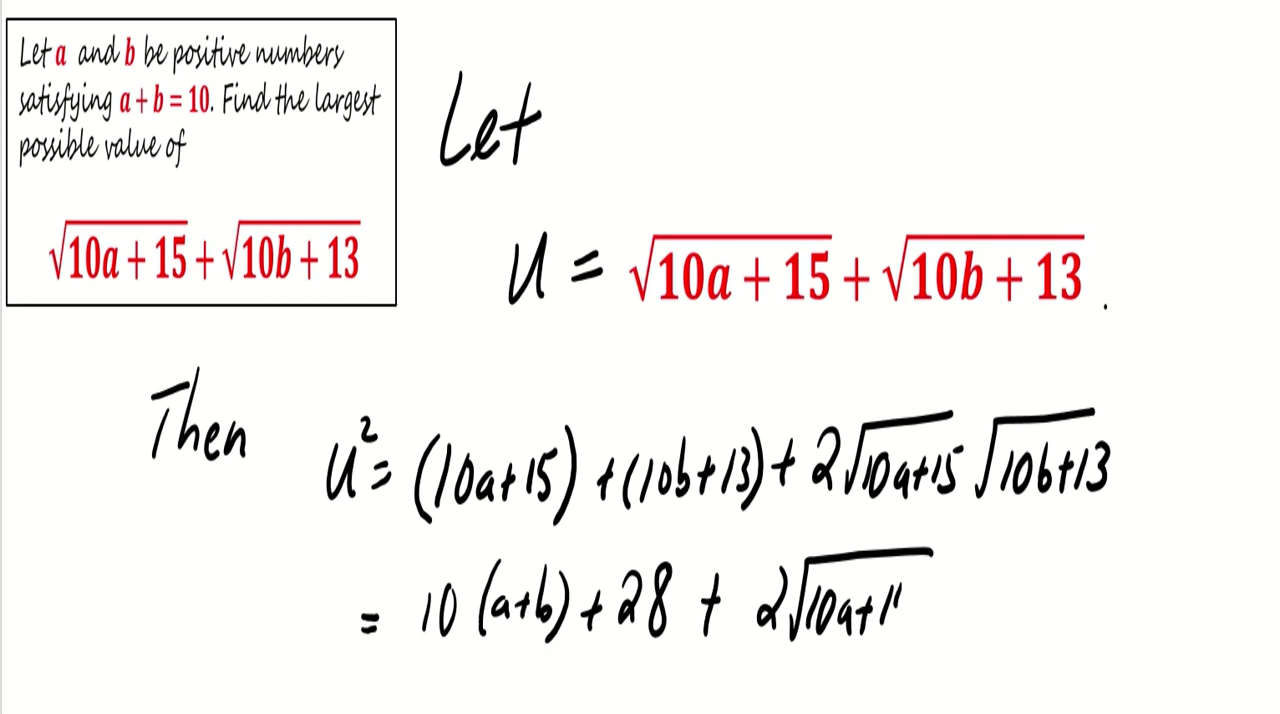 Let a and b be positive numbers
satisfying a + b = 10. Find the largest
possible value of
√10a + 15 + √10b + 13
Let
u = √10a + 15 + √10b + 13 .
Then
u² = (10a+15) + (10b+13) + 2√10a+15 √10b+13
= 10 (a+b) + 28 + 2√10a+1